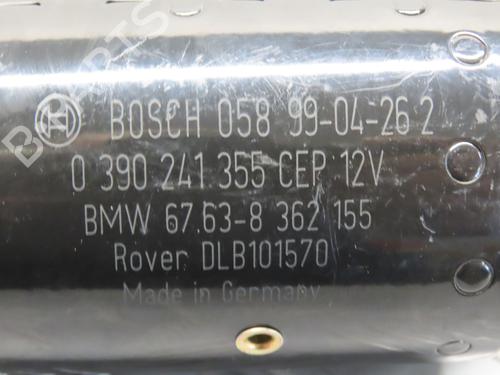 BOSCH 058 99-04-26 2
0 390 241 355 CEP 12V
BMW 67.63-8 362 155
Rover DLB101570
Made in Germany